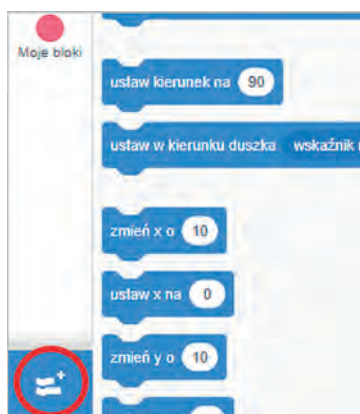 Moje bloki
ustaw kierunek na 90
ustaw w kierunku duszka wskaźnik
zmień x o 10
ustaw x na 0
zmień y o 10